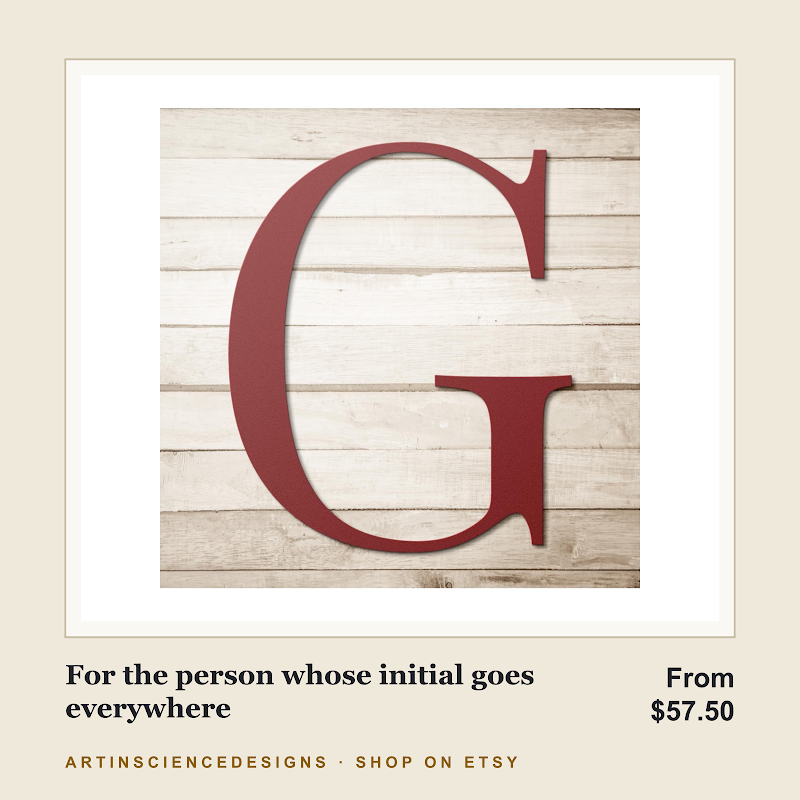 G
For the person whose initial goes
everywhere
From
$57.50
ARTINSCIENCEDESIGNS · SHOP ON ETSY